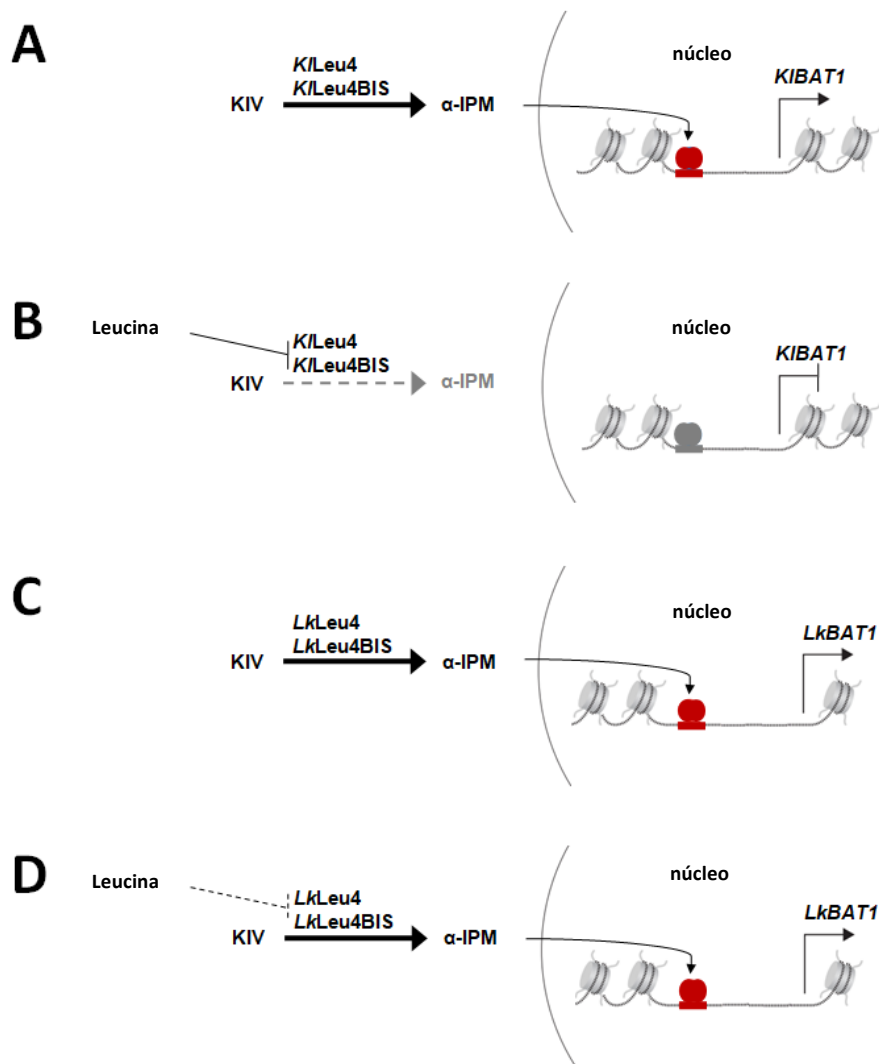 A
KlLeu4
KlLeu4BIS
KIV
α-IPM
núcleo
KlBAT1
B
Leucina
KlLeu4
KlLeu4BIS
KIV
α-IPM
núcleo
KlBAT1
C
LkLeu4
LkLeu4BIS
KIV
α-IPM
núcleo
LkBAT1
D
Leucina
LkLeu4
LkLeu4BIS
KIV
α-IPM
núcleo
LkBAT1